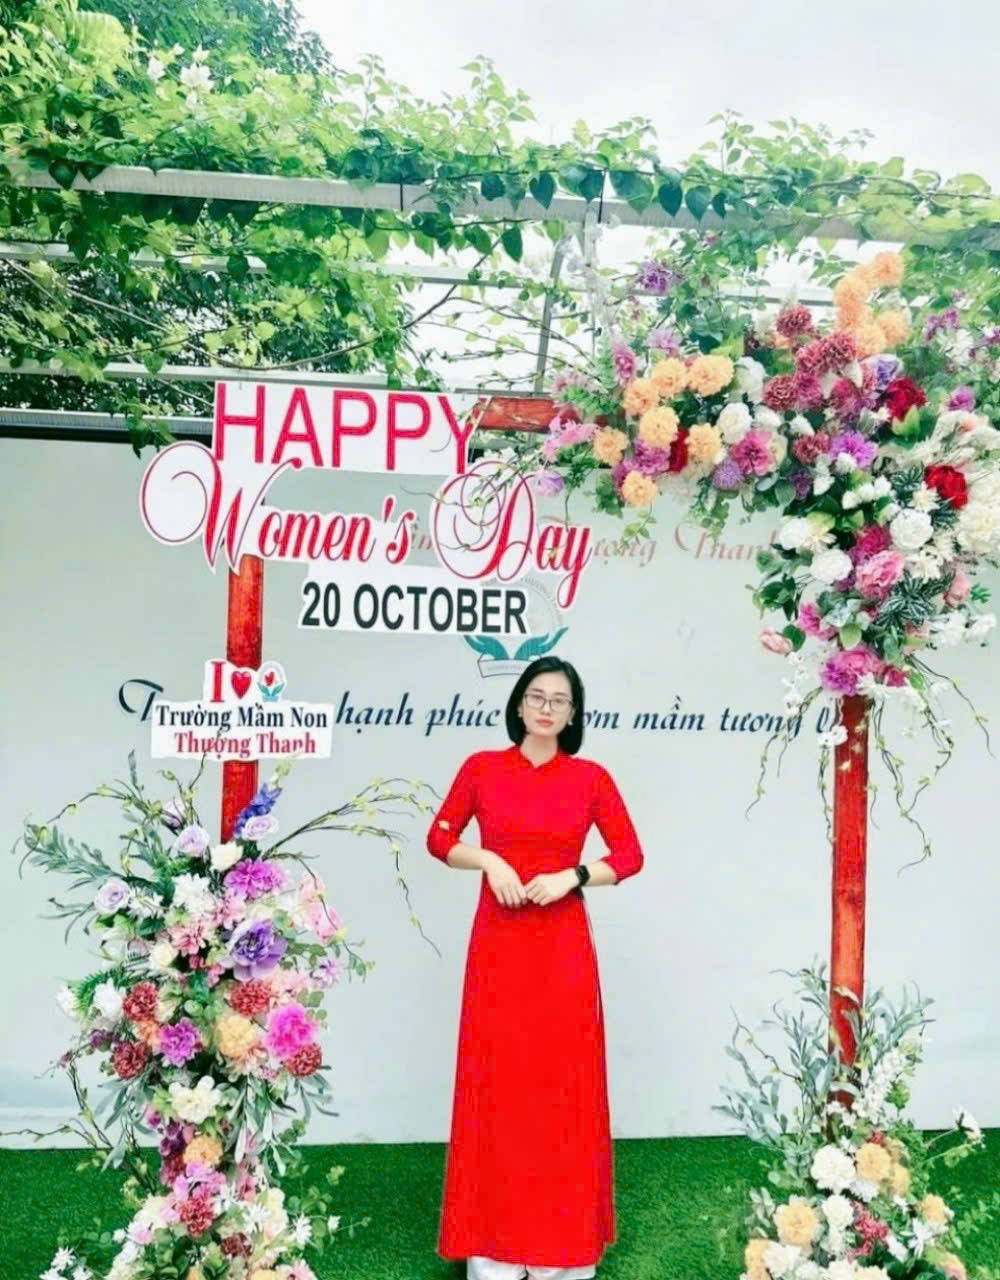 HAPPY
Women's Day
20 OCTOBER
I
Trường Mầm Non
Thượng Thanh
hạnh phúc mầm tương